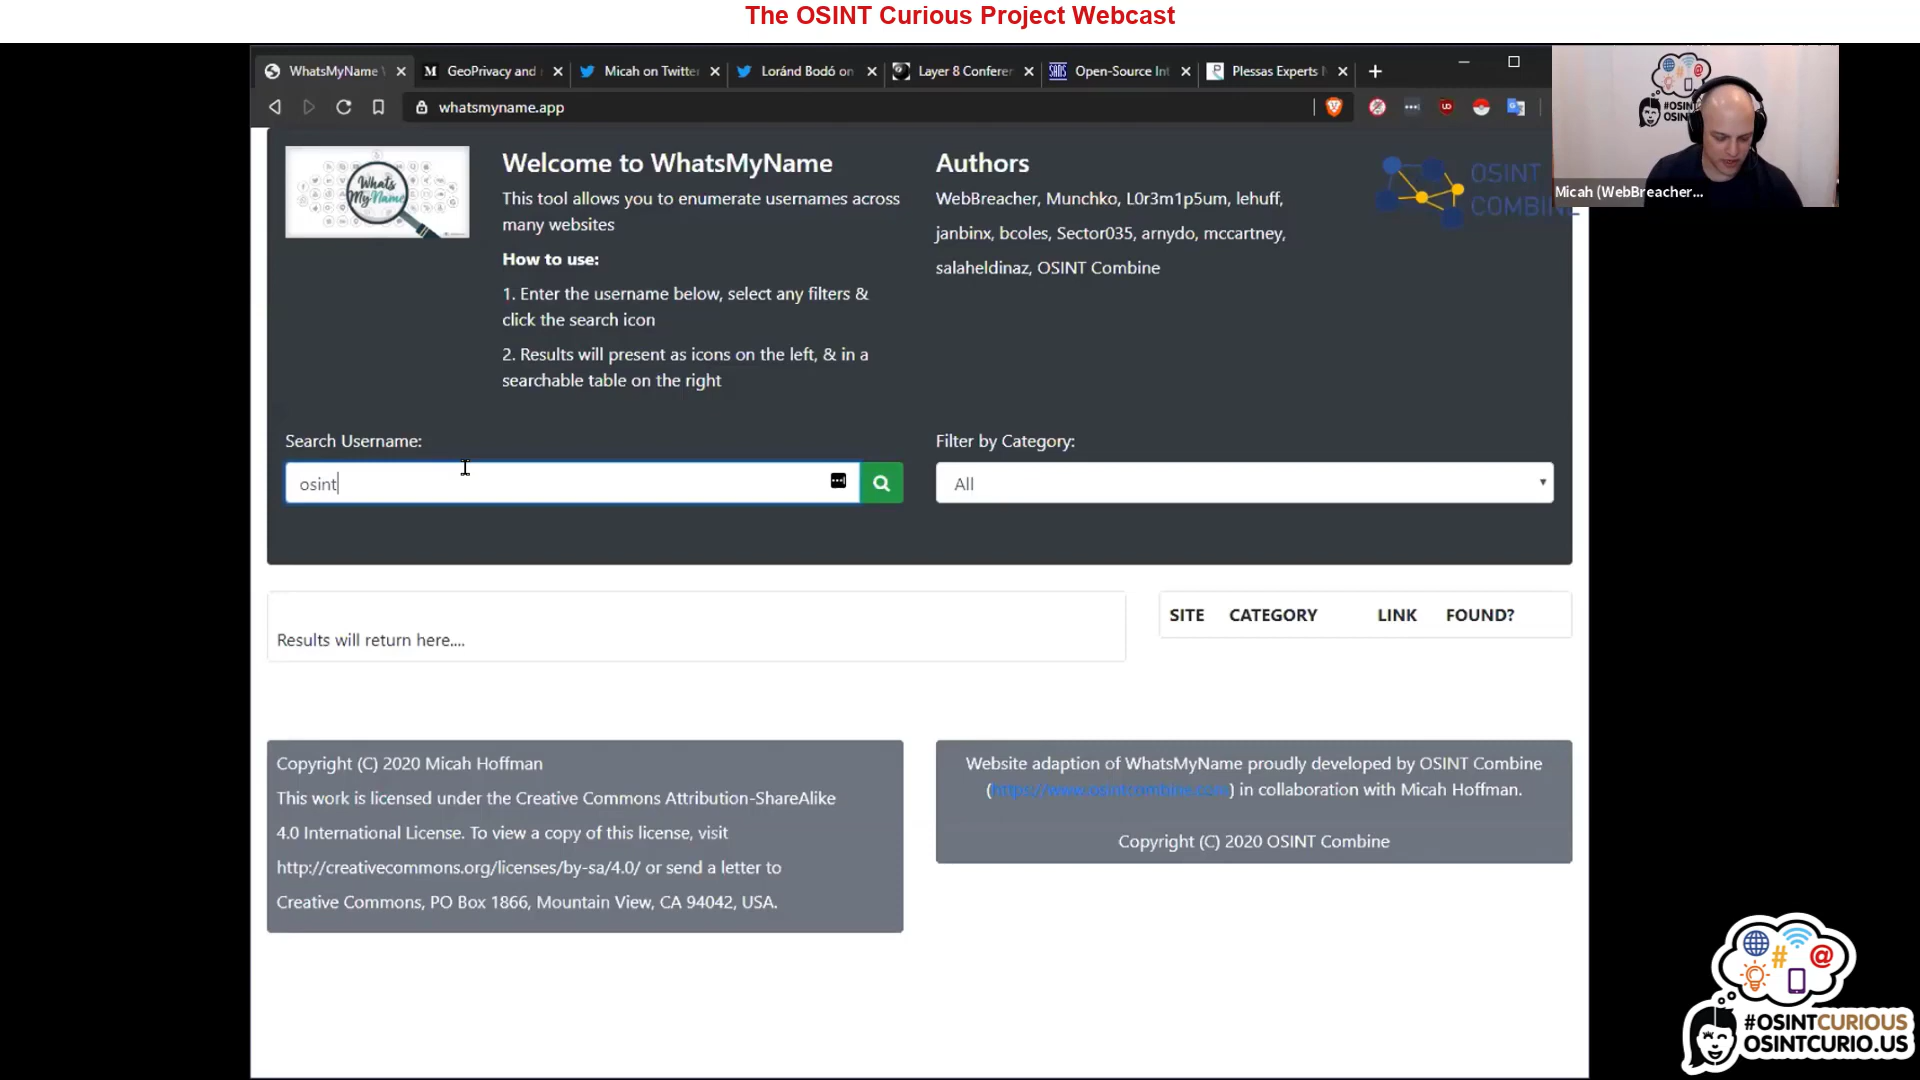 The OSINT Curious Project Webcast
WhatsMyName
GeoPrivacy and
Micah on Twitter
Loránd Bodó on
Layer 8 Conferen
SANS
Open-Source Int
Plessas Experts
whatsmyname.app
Whats
MyName
Welcome to WhatsMyName
This tool allows you to enumerate usernames across
many websites
How to use:
1. Enter the username below, select any filters &
click the search icon
2. Results will present as icons on the left, & in a
searchable table on the right
Authors
WebBreacher, Munchko, L0r3m1p5um, lehuff,
janbinx, bcoles, Sector035, arnydo, mccartney,
salaheldinaz, OSINT Combine
OSINT
COMBINE
Micah (WebBreacher...
Search Username:
osint
Filter by Category:
All
Results will return here....
SITE CATEGORY LINK FOUND?
Copyright (C) 2020 Micah Hoffman
This work is licensed under the Creative Commons Attribution-ShareAlike
4.0 International License. To view a copy of this license, visit
http://creativecommons.org/licenses/by-sa/4.0/ or send a letter to
Creative Commons, PO Box 1866, Mountain View, CA 94042, USA.
Website adaption of WhatsMyName proudly developed by OSINT Combine
(https://www.osintcombine.com) in collaboration with Micah Hoffman.
Copyright (C) 2020 OSINT Combine
#OSINTCURIOUS
OSINTCURIO.US